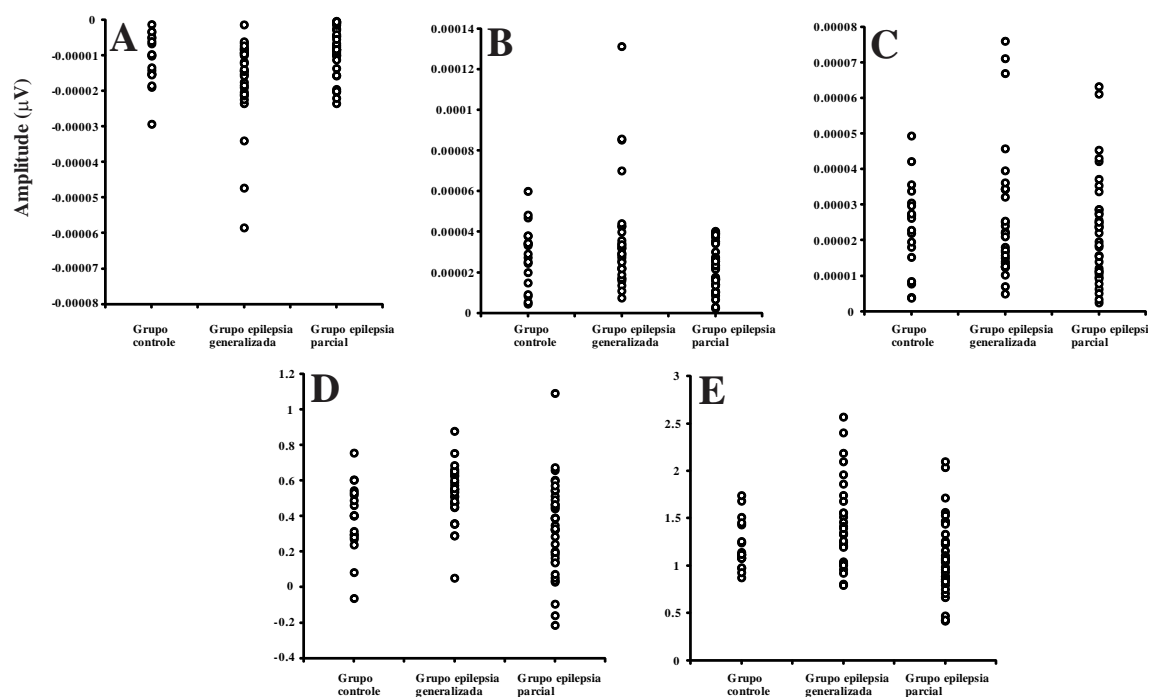 A
Amplitude (µV)
0
-0.00001
-0.00002
-0.00003
-0.00004
-0.00005
-0.00006
-0.00007
-0.00008
Grupo controle
Grupo epilepsia generalizada
Grupo epilepsia parcial
B
0.00014
0.00012
0.0001
0.00008
0.00006
0.00004
0.00002
0
Grupo controle
Grupo epilepsia generalizada
Grupo epilepsia parcial
C
0.00008
0.00007
0.00006
0.00005
0.00004
0.00003
0.00002
0.00001
0
Grupo controle
Grupo epilepsia generalizada
Grupo epilepsi parcial
D
1.2
1
0.8
0.6
0.4
0.2
0
-0.2
-0.4
Grupo controle
Grupo epilepsia generalizada
Grupo epilepsia parcial
E
3
2.5
2
1.5
1
0.5
0
Grupo controle
Grupo epilepsia generalizada
Grupo epilepsia parcial